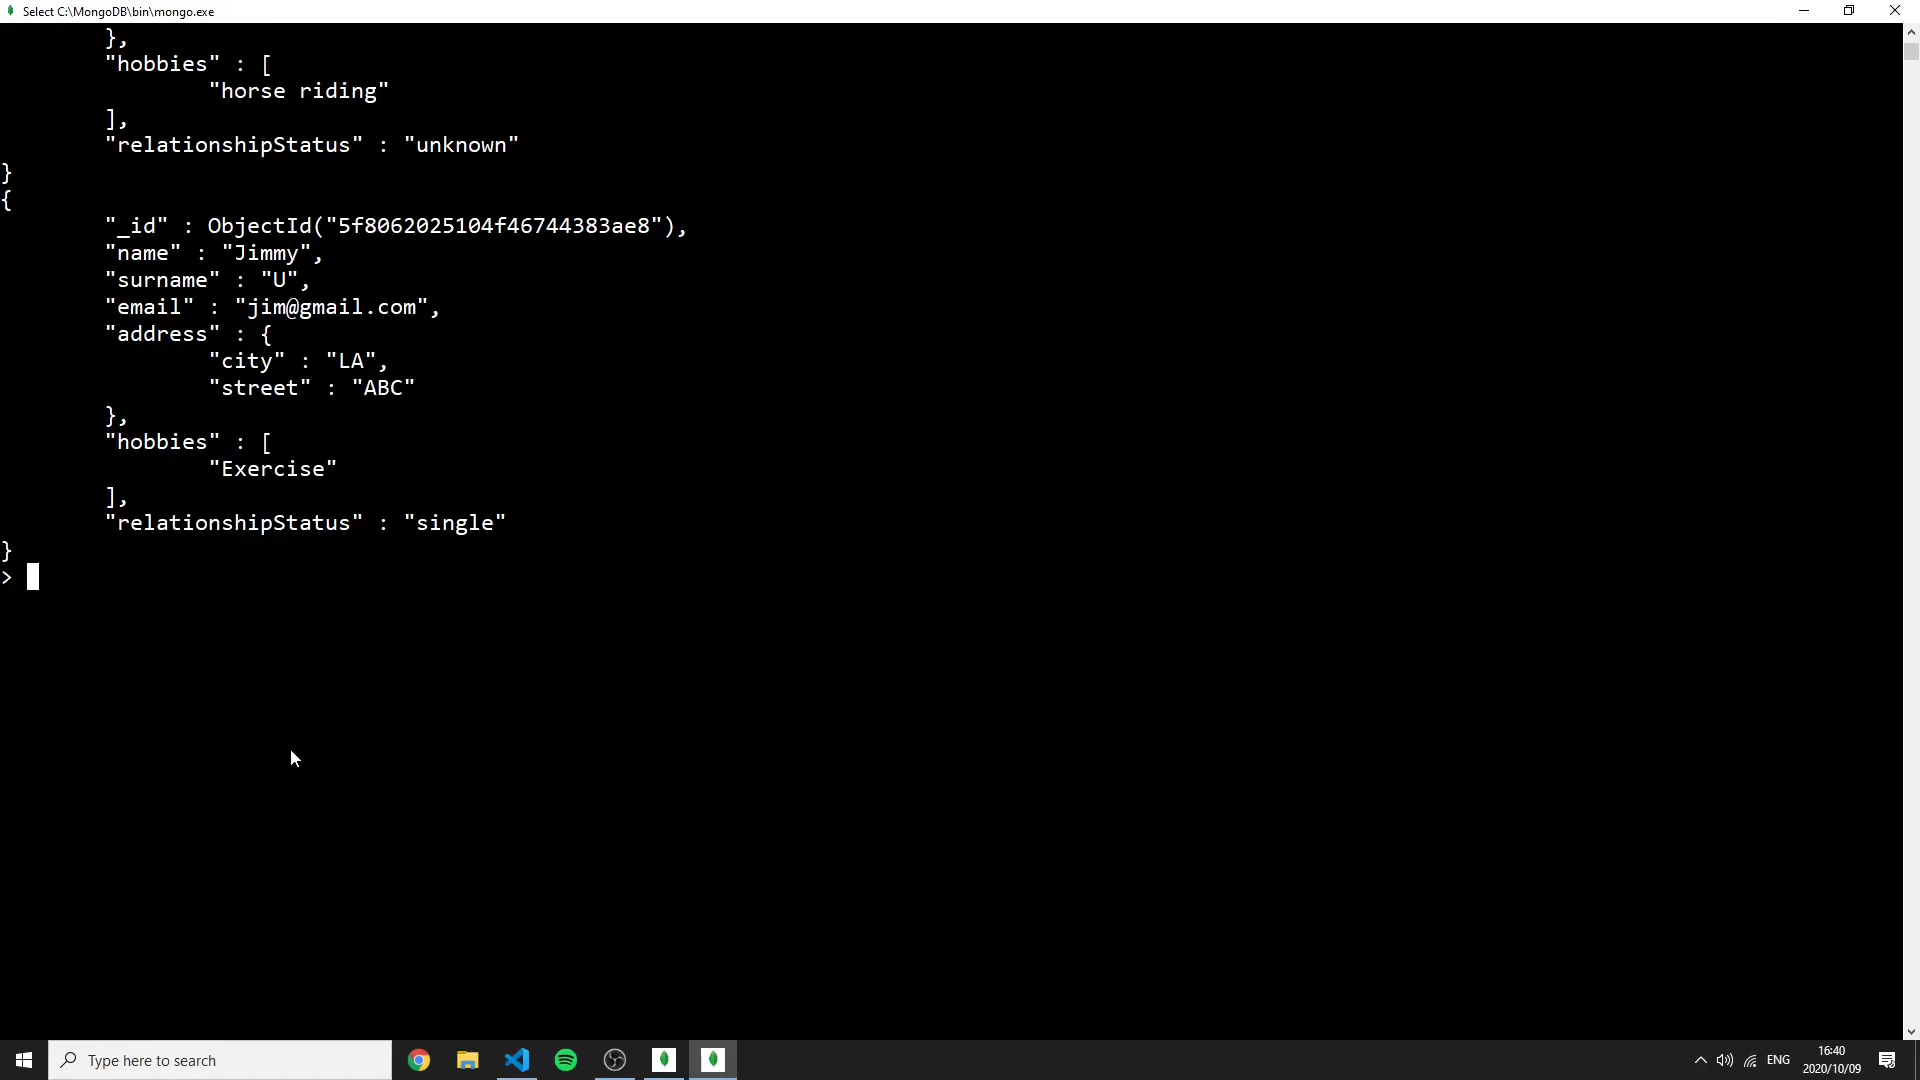 Select C:\MongoDB\bin\mongo.exe
},
"hobbies" : [
"horse riding"
],
"relationshipStatus" : "unknown"
}
{
"_id" : ObjectId("5f8062025104f46744383ae8"),
"name" : "Jimmy",
"surname" : "U",
"email" : "jim@gmail.com",
"address" : {
"city" : "LA",
"street" : "ABC"
},
"hobbies" : [
"Exercise"
],
"relationshipStatus" : "single"
}
>
Type here to search
ENG
16:40
2020/10/09